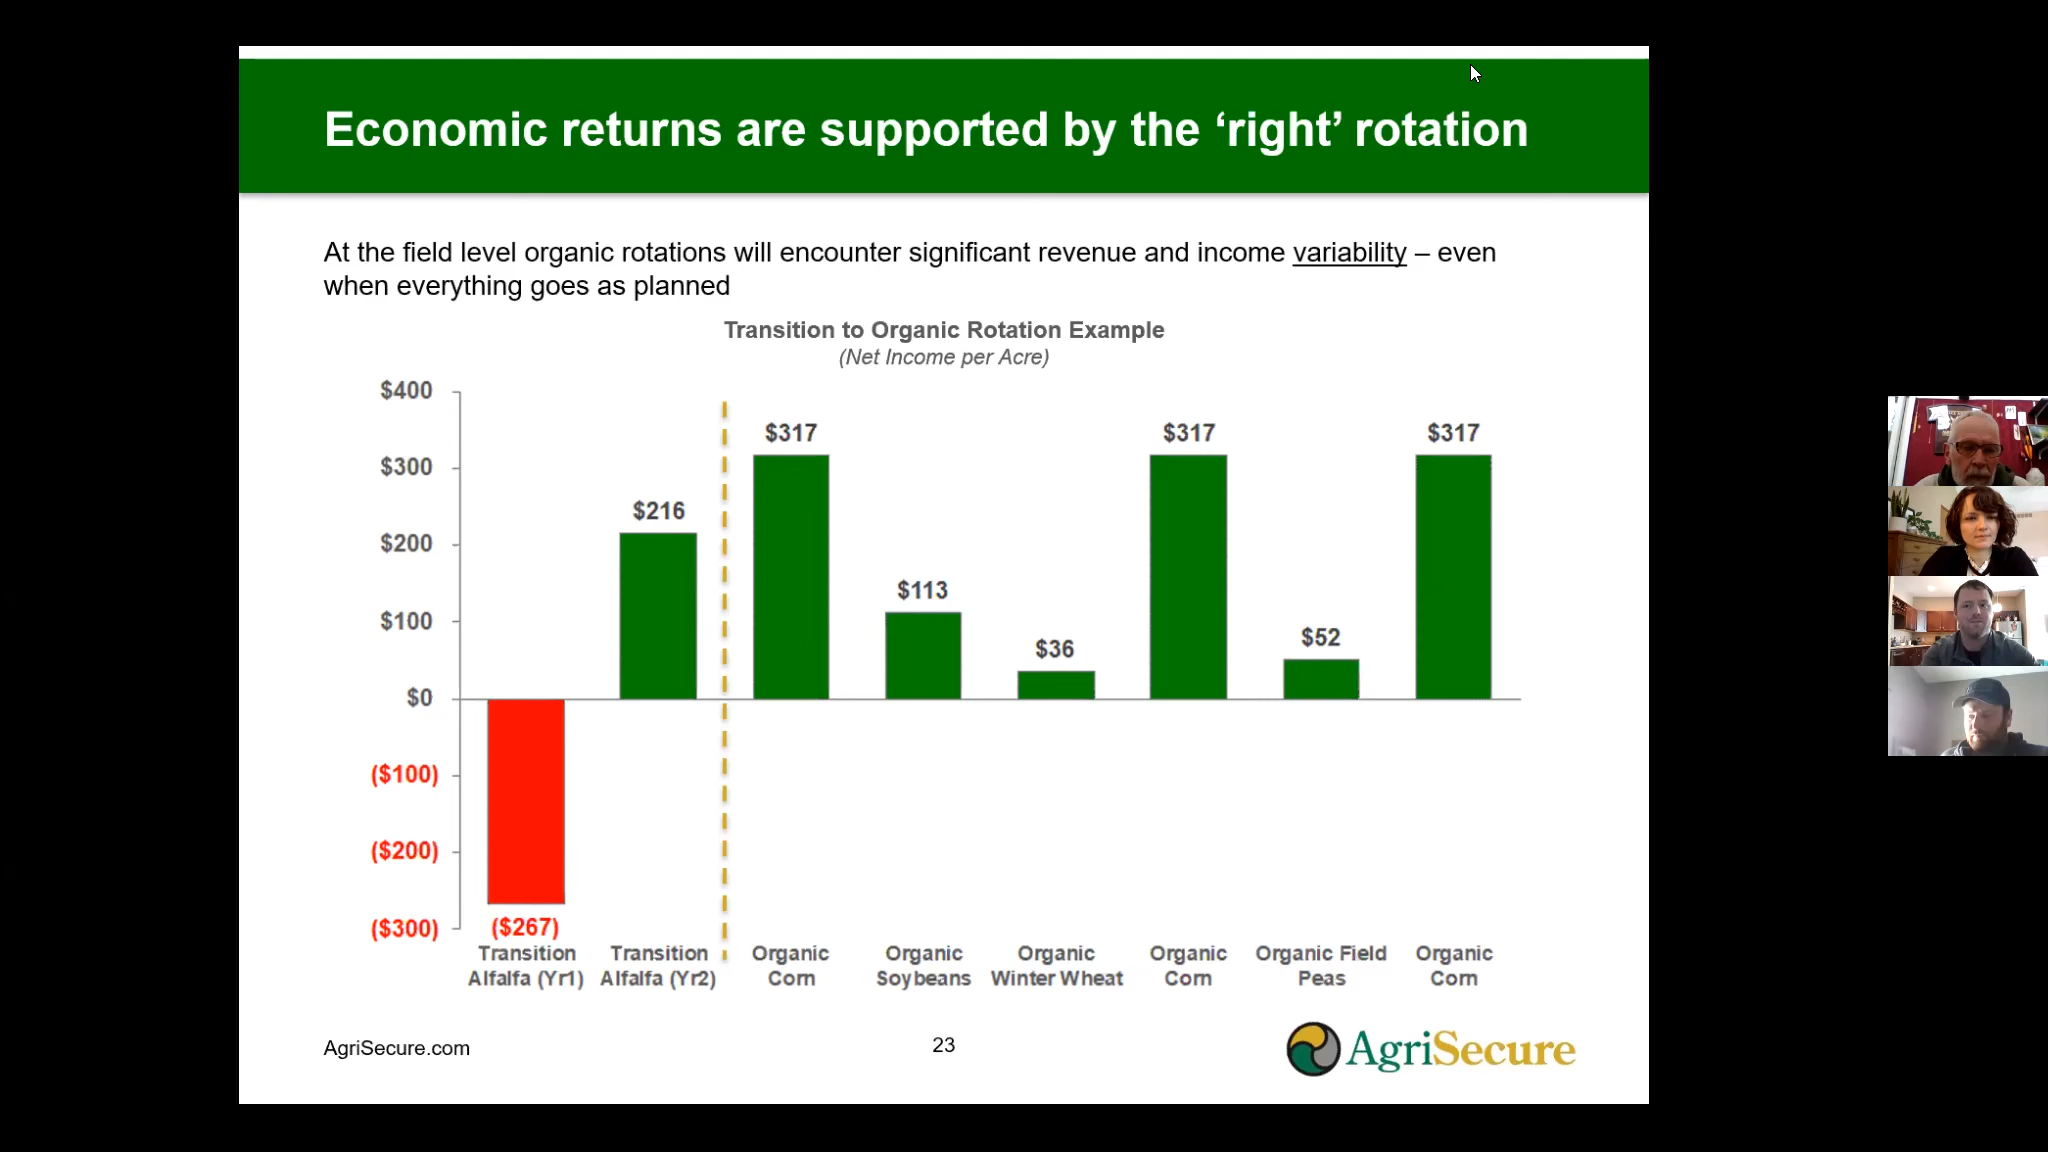 Economic returns are supported by the ‘right’ rotation
At the field level organic rotations will encounter significant revenue and income variability – even
when everything goes as planned
Transition to Organic Rotation Example
(Net Income per Acre)
$400
$300
$200
$100
$0
($100)
($200)
($300)
($267)
$216
$317
$113
$36
$317
$52
$317
Transition
Alfalfa (Yr1)
Transition
Alfalfa (Yr2)
Organic
Corn
Organic
Soybeans
Organic
Winter Wheat
Organic
Corn
Organic Field
Peas
Organic
Corn
AgriSecure.com
23
AgriSecure